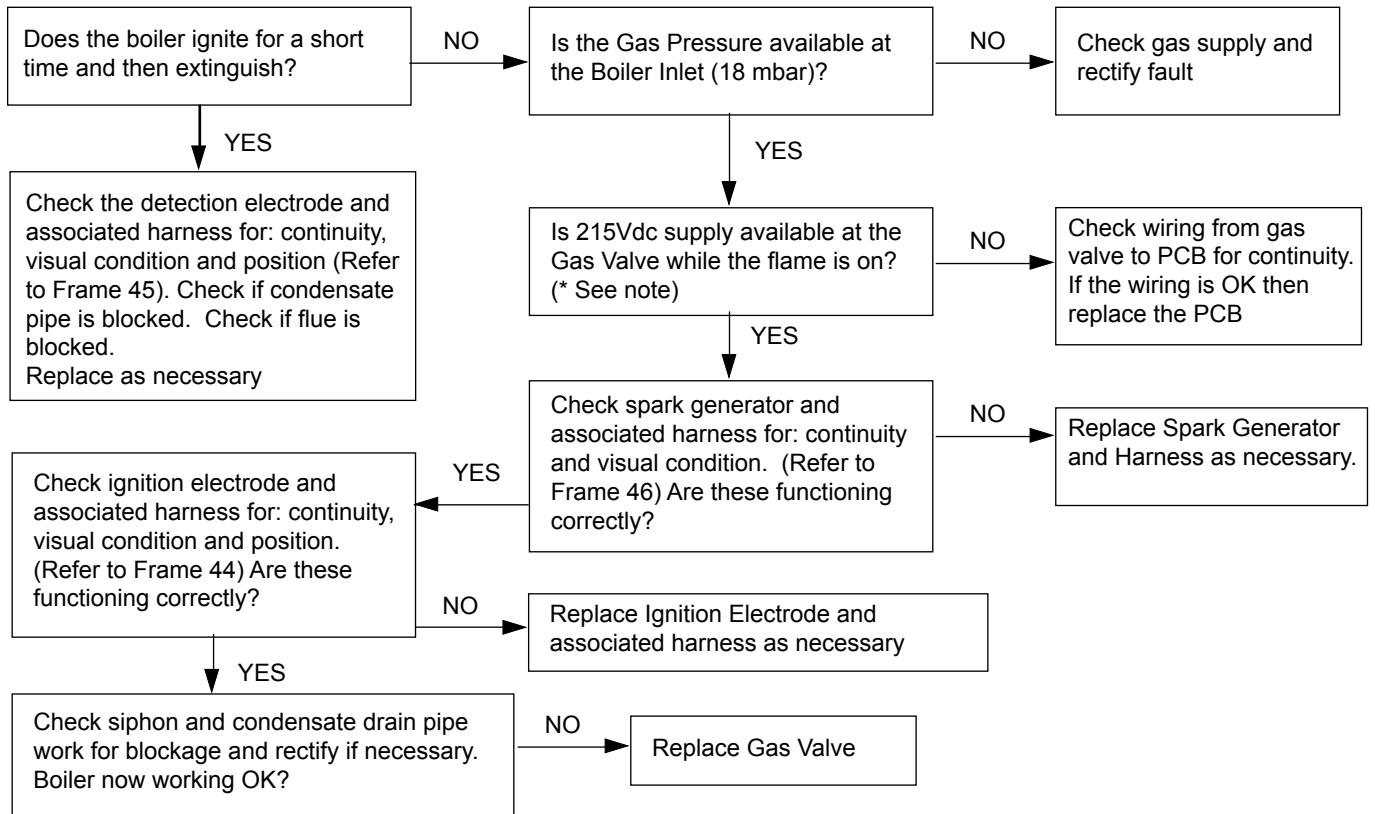 Does the boiler ignite for a short
time and then extinguish?
NO
Is the Gas Pressure available at
the Boiler Inlet (18 mbar)?
NO
Check gas supply and
rectify fault
YES
YES
Check the detection electrode and
associated harness for: continuity,
visual condition and position (Refer
to Frame 45). Check if condensate
pipe is blocked.  Check if flue is
blocked.
Replace as necessary
Is 215Vdc supply available at the
Gas Valve while the flame is on?
(* See note)
NO
Check wiring from gas
valve to PCB for continuity.
If the wiring is OK then
replace the PCB
YES
Check spark generator and
associated harness for: continuity
and visual condition.  (Refer to
Frame 46) Are these functioning
correctly?
NO
Replace Spark Generator
and Harness as necessary.
YES
Check ignition electrode and
associated harness for: continuity,
visual condition and position.
(Refer to Frame 44) Are these
functioning correctly?
NO
Replace Ignition Electrode and
associated harness as necessary
YES
Check siphon and condensate drain pipe
work for blockage and rectify if necessary.
Boiler now working OK?
NO
Replace Gas Valve